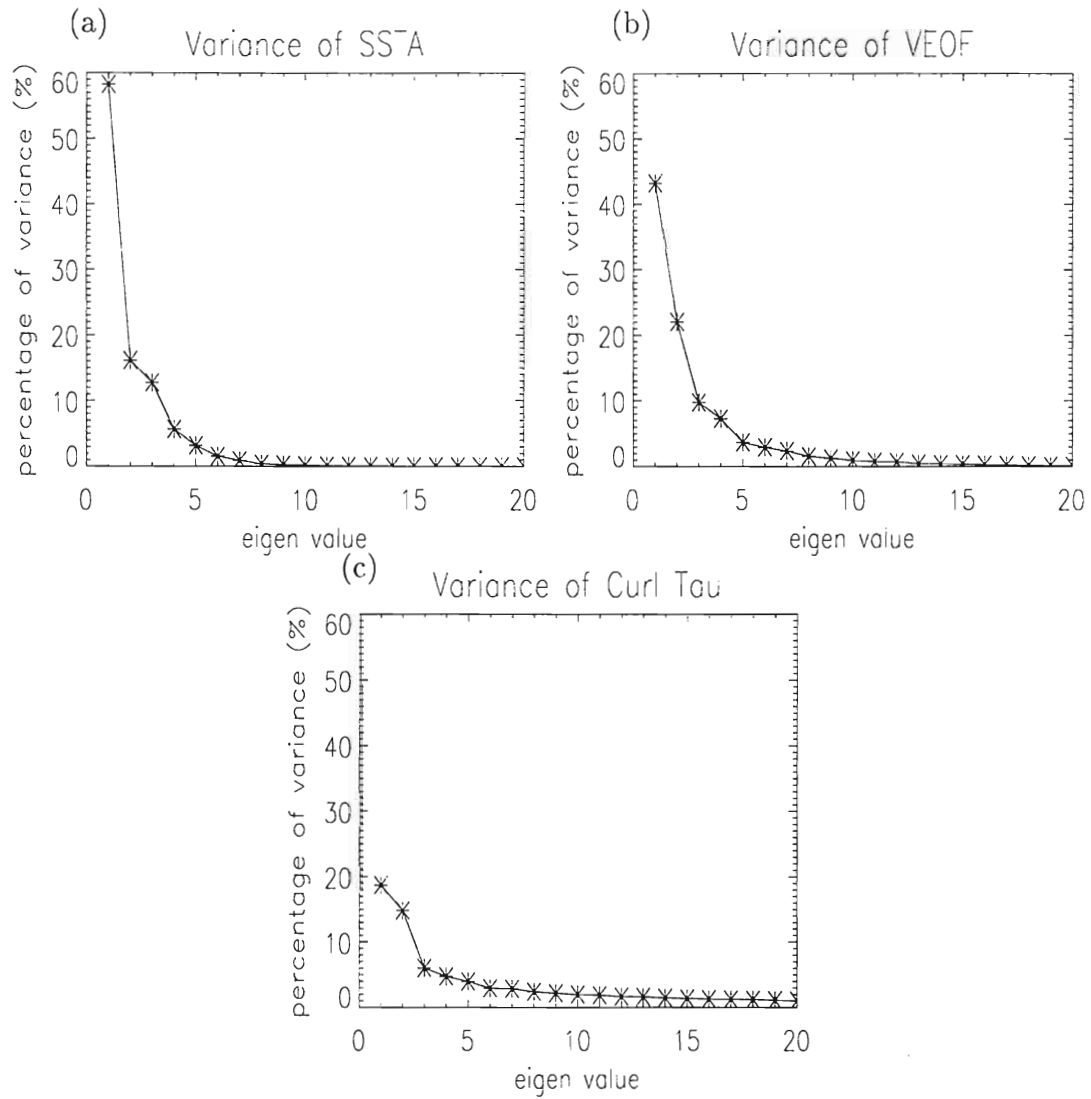 (a)
Variance of SSTA
percentage of variance (%)
60
50
40
30
20
10
0
0 5 10 15 20
eigen value
(b)
Variance of VEOF
percentage of variance (%)
60
50
40
30
20
10
0
0 5 10 15 20
eigen value
(c)
Variance of Curl Tau
percentage of variance (%)
60
50
40
30
20
10
0
0 5 10 15 20
eigen value